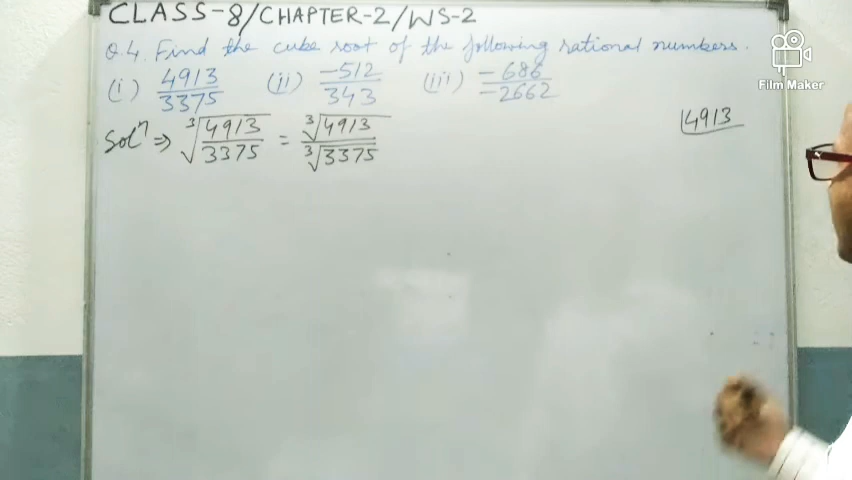 CLASS-8/CHAPTER-2/WS-2
Q.4. Find the cube root of the following rational numbers.
(i) 4913/3375 (ii) -512/343 (iii) -686/-2662
Solⁿ ⇒ ∛(4913/3375) = ∛4913/∛3375
4913
Film Maker